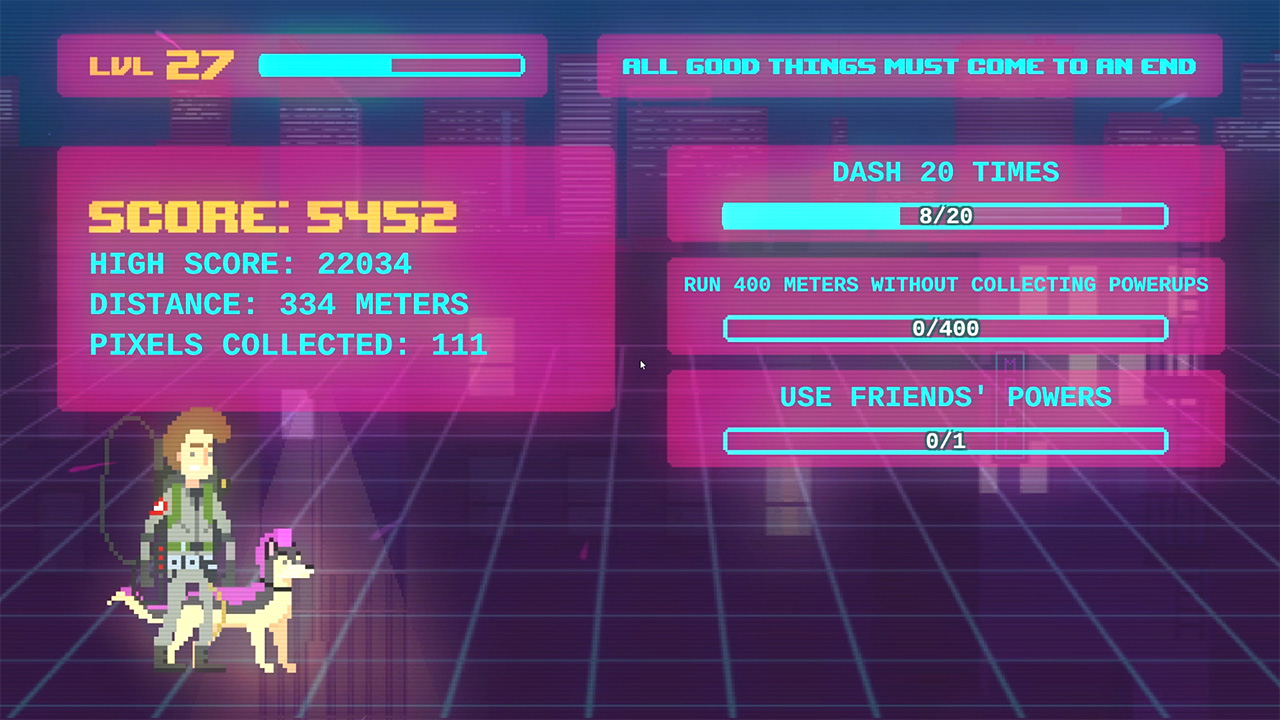 LVL 27
ALL GOOD THINGS MUST COME TO AN END
SCORE: 5452
HIGH SCORE: 22034
DISTANCE: 334 METERS
PIXELS COLLECTED: 111
DASH 20 TIMES
8/20
RUN 400 METERS WITHOUT COLLECTING POWERUPS
0/400
USE FRIENDS' POWERS
0/1